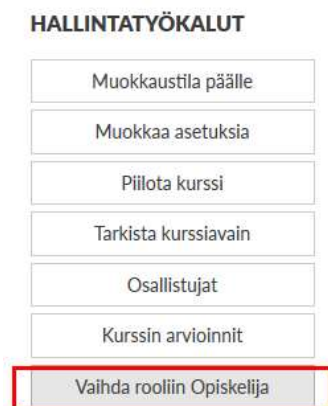 HALLINTATYÖKALUT
Muokkaustila päälle
Muokkaa asetuksia
Piilota kurssi
Tarkista kurssiavain
Osallistujat
Kurssin arvioinnit
Vaihda rooliin Opiskelija